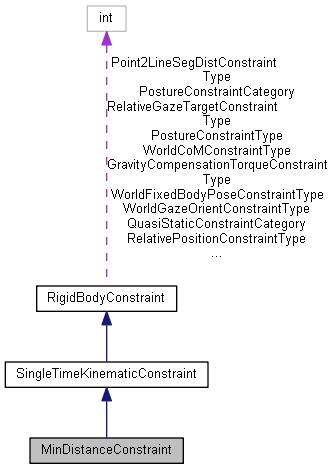 int
Point2LineSegDistConstraint
Type
PostureConstraintCategory
RelativeGazeTargetConstraint
Type
PostureConstraintType
WorldCoMConstraintType
GravityCompensationTorqueConstraint
Type
WorldFixedBodyPoseConstraintType
WorldGazeOrientConstraintType
QuasiStaticConstraintCategory
RelativePositionConstraintType
...
RigidBodyConstraint
SingleTimeKinematicConstraint
MinDistanceConstraint